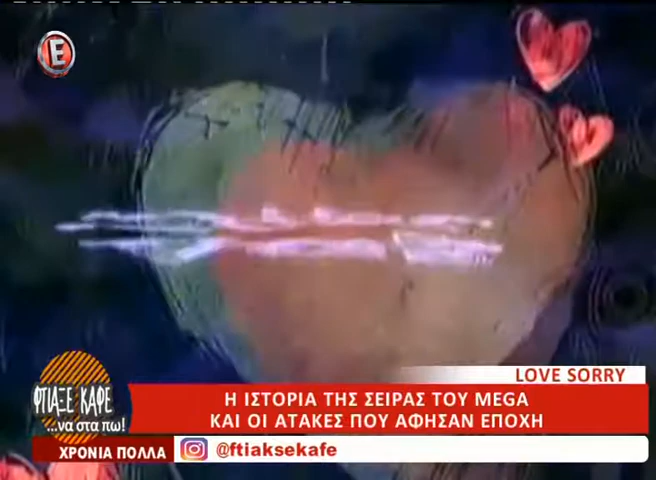 E
LOVE SORRY
ΦΤΙΑΞΕ ΚΑΦΕ
...να στα πω!
Η ΙΣΤΟΡΙΑ ΤΗΣ ΣΕΙΡΑΣ ΤΟΥ MEGA
ΚΑΙ ΟΙ ΑΤΑΚΕΣ ΠΟΥ ΑΦΗΣΑΝ ΕΠΟΧΗ
ΧΡΟΝΙΑ ΠΟΛΛΑ
@ftiaksekafe